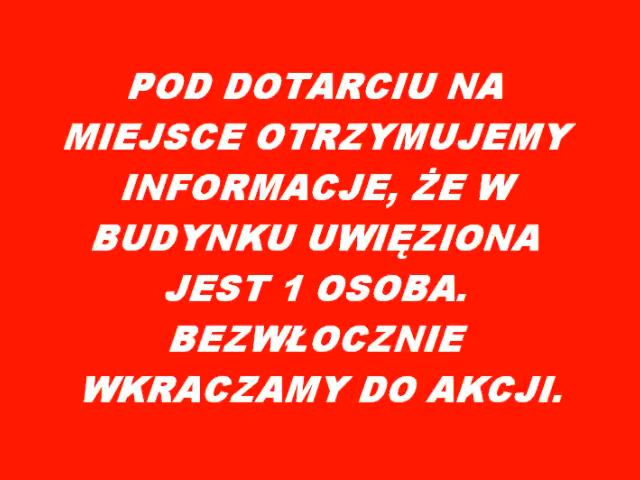 POD DOTARCIU NA
MIEJSCE OTRZYMUJEMY
INFORMACJE, ŻE W
BUDYNKU UWIĘZIONA
JEST 1 OSOBA.
BEZWŁOCZNIE
WKRACZAMY DO AKCJI.